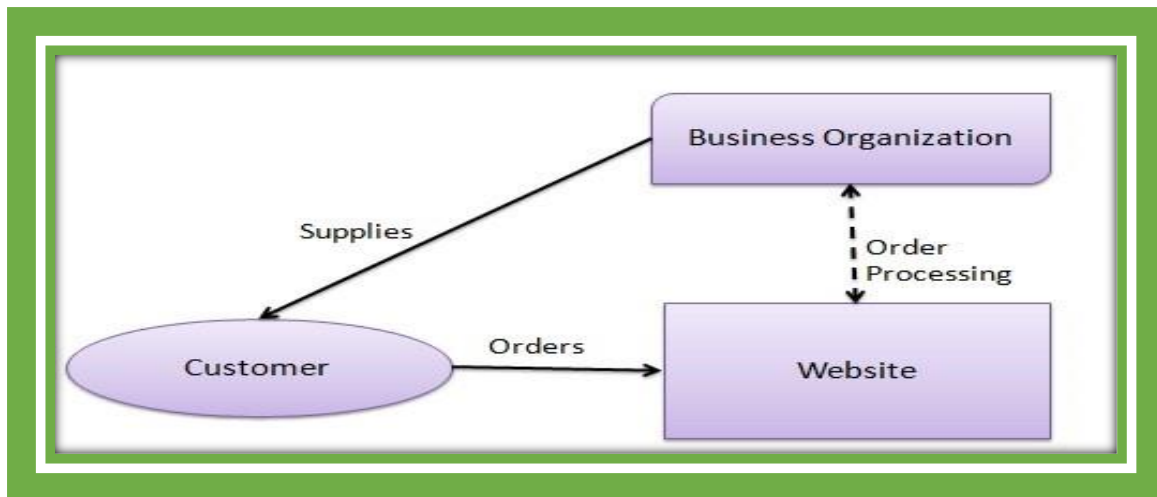 Business Organization
Supplies
Order
Processing
Orders
Customer
Website